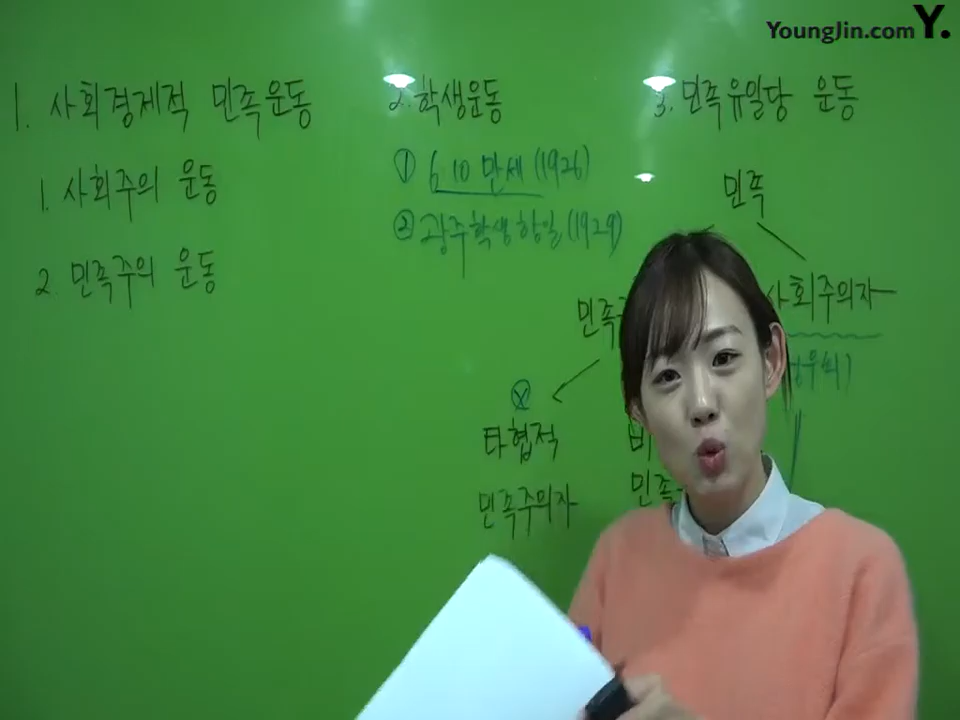 YoungJin.com Y.
1. 사회경제적 민족운동
1. 사회주의 운동
2. 민족주의 운동
2. 학생운동
① 6.10 만세 (1926)
② 광주학생항일 (1929)
3. 민족유일당 운동
민족
사회주의자
타협적
민족주의자